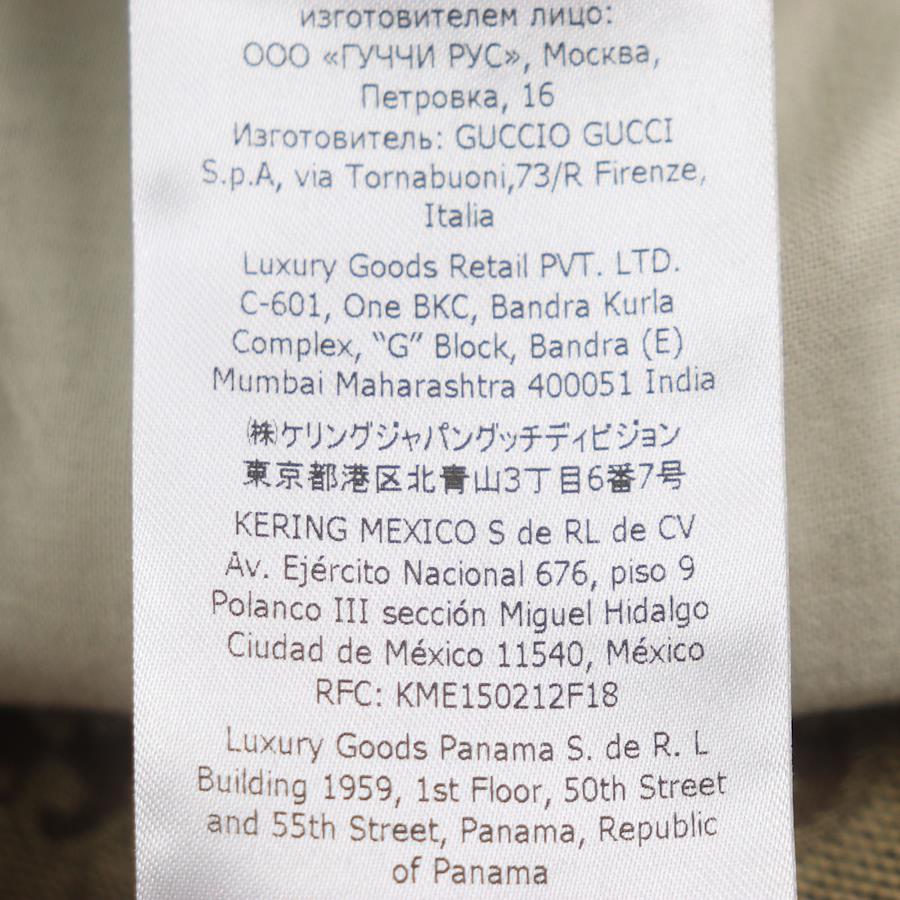 изготовителем лицо:
ООО «ГУЧЧИ РУС», Москва,
Петровка, 16
Изготовитель: GUCCIO GUCCI
S.p.A, via Tornabuoni,73/R Firenze,
Italia
Luxury Goods Retail PVT. LTD.
C-601, One BKC, Bandra Kurla
Complex, “G” Block, Bandra (E)
Mumbai Maharashtra 400051 India
㈱ケリングジャパングッチディビジョン
東京都港区北青山3丁目6番7号
KERING MEXICO S de RL de CV
Av. Ejército Nacional 676, piso 9
Polanco III sección Miguel Hidalgo
Ciudad de México 11540, México
RFC: KME150212F18
Luxury Goods Panama S. de R. L
Building 1959, 1st Floor, 50th Street
and 55th Street, Panama, Republic
of Panama